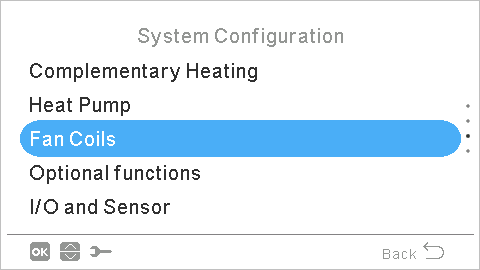 System Configuration
Complementary Heating
Heat Pump
Fan Coils
Optional functions
I/O and Sensor
OK
Back